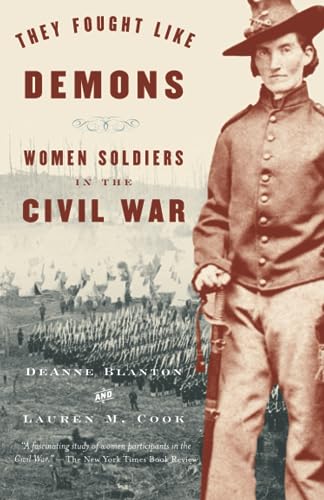 THEY FOUGHT LIKE
DEMONS
WOMEN SOLDIERS
IN THE
CIVIL WAR
DEANNE BLANTON
AND
LAUREN M. COOK
"A fascinating study of women participants in the
Civil War." — The New York Times Book Review